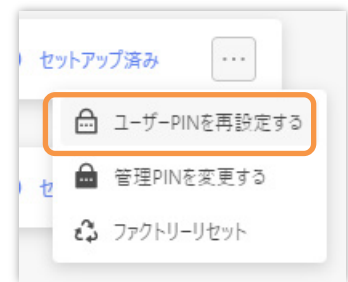 セットアップ済み
…
ユーザーPINを再設定する
管理PINを変更する
セ
ファクトリーリセット